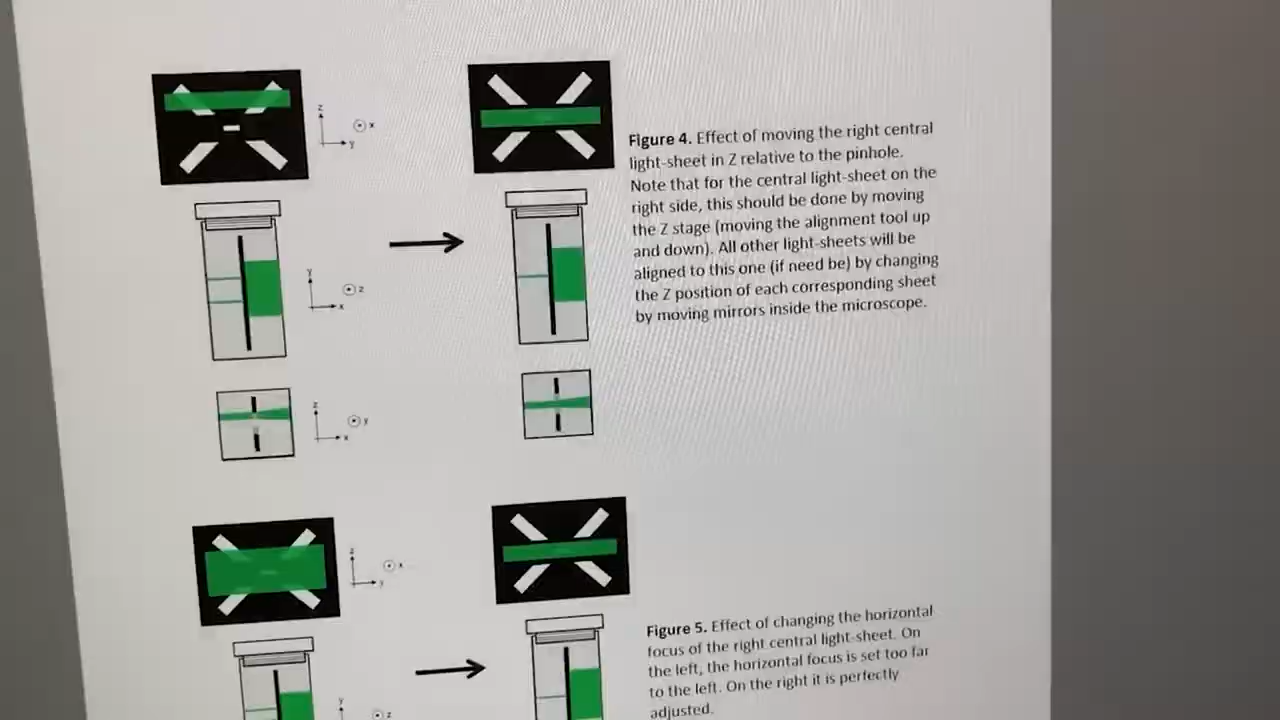 z
x
y
Figure 4. Effect of moving the right central
light-sheet in Z relative to the pinhole.
Note that for the central light-sheet on the
right side, this should be done by moving
the Z stage (moving the alignment tool up
and down). All other light-sheets will be
aligned to this one (if need be) by changing
the Z position of each corresponding sheet
by moving mirrors inside the microscope.
y
z
x
z
y
x
z
x
y
Figure 5. Effect of changing the horizontal
focus of the right central light-sheet. On
the left, the horizontal focus is set too far
to the left. On the right it is perfectly
adjusted.
y
z